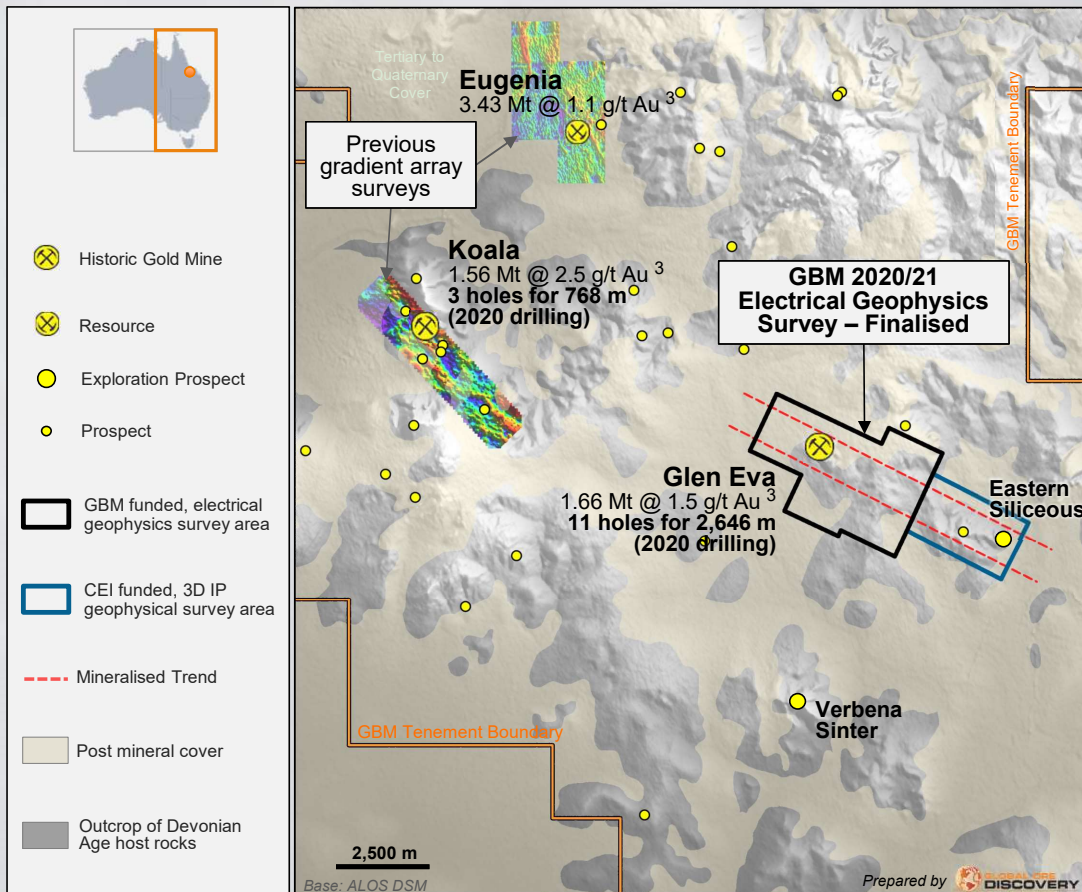 Historic Gold Mine
Resource
Exploration Prospect
Prospect
GBM funded, electrical
geophysics survey area
CEI funded, 3D IP
geophysical survey area
Mineralised Trend
Post mineral cover
Outcrop of Devonian
Age host rocks
Tertiary to
Quaternary
Cover
Eugenia
3.43 Mt @ 1.1 g/t Au 3
Previous
gradient array
surveys
GBM Tenement Boundary
Koala
1.56 Mt @ 2.5 g/t Au 3
3 holes for 768 m
(2020 drilling)
GBM 2020/21
Electrical Geophysics
Survey – Finalised
Glen Eva
1.66 Mt @ 1.5 g/t Au 3
11 holes for 2,646 m
(2020 drilling)
Eastern
Siliceous
Verbena
Sinter
GBM Tenement Boundary
2,500 m
Base: ALOS DSM
Prepared by
GLOBAL ORE
DISCOVERY